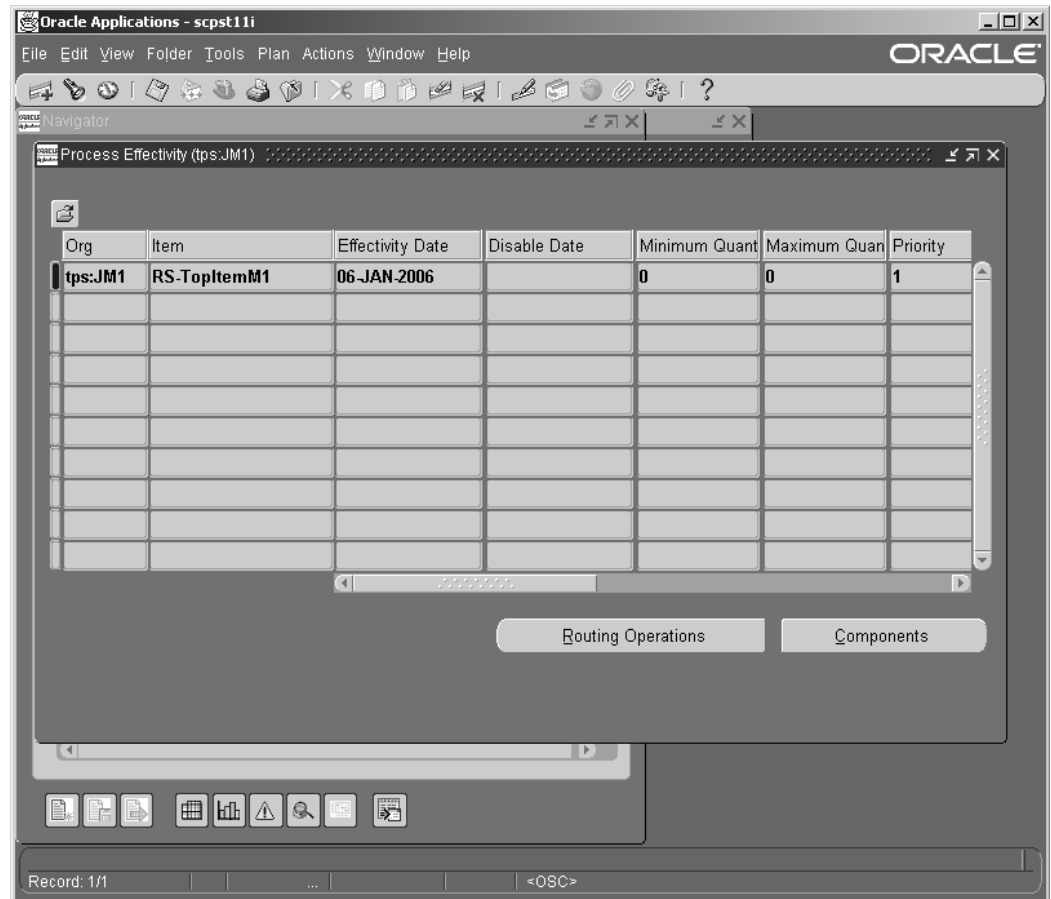 Oracle Applications - scpst11i
File Edit View Folder Tools Plan Actions Window Help
ORACLE
Navigator
Process Effectivity (tps:JM1)
Org Item Effectivity Date Disable Date Minimum Quant Maximum Quan Priority
tps:JM1 RS-TopItemM1 06-JAN-2006 0 0 1
Routing Operations Components
Record: 1/1 ... <OSC>